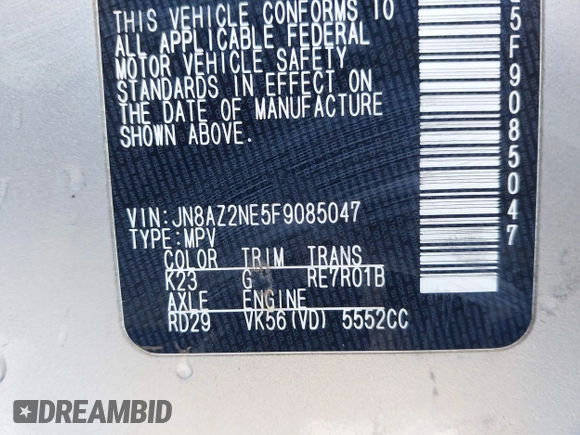 THIS VEHICLE CONFORMS TO
ALL APPLICABLE FEDERAL
MOTOR VEHICLE SAFETY
STANDARDS IN EFFECT ON
THE DATE OF MANUFACTURE
SHOWN ABOVE.
VIN:JN8AZ2NE5F9085047
TYPE:MPV
COLOR TRIM TRANS
K23 G RE7R01B
AXLE ENGINE
RD29 VK56(VD) 5552CC
5F9085047
DREAMBID